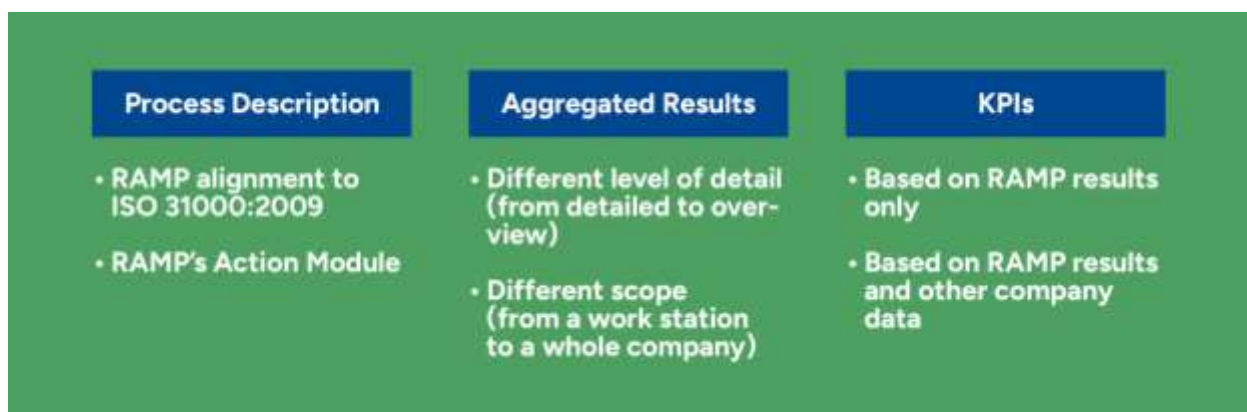 Process Description
• RAMP alignment to
ISO 31000:2009
• RAMP's Action Module
Aggregated Results
• Different level of detail
(from detailed to over-
view)
• Different scope
(from a work station
to a whole company)
KPIs
• Based on RAMP results
only
• Based on RAMP results
and other company
data